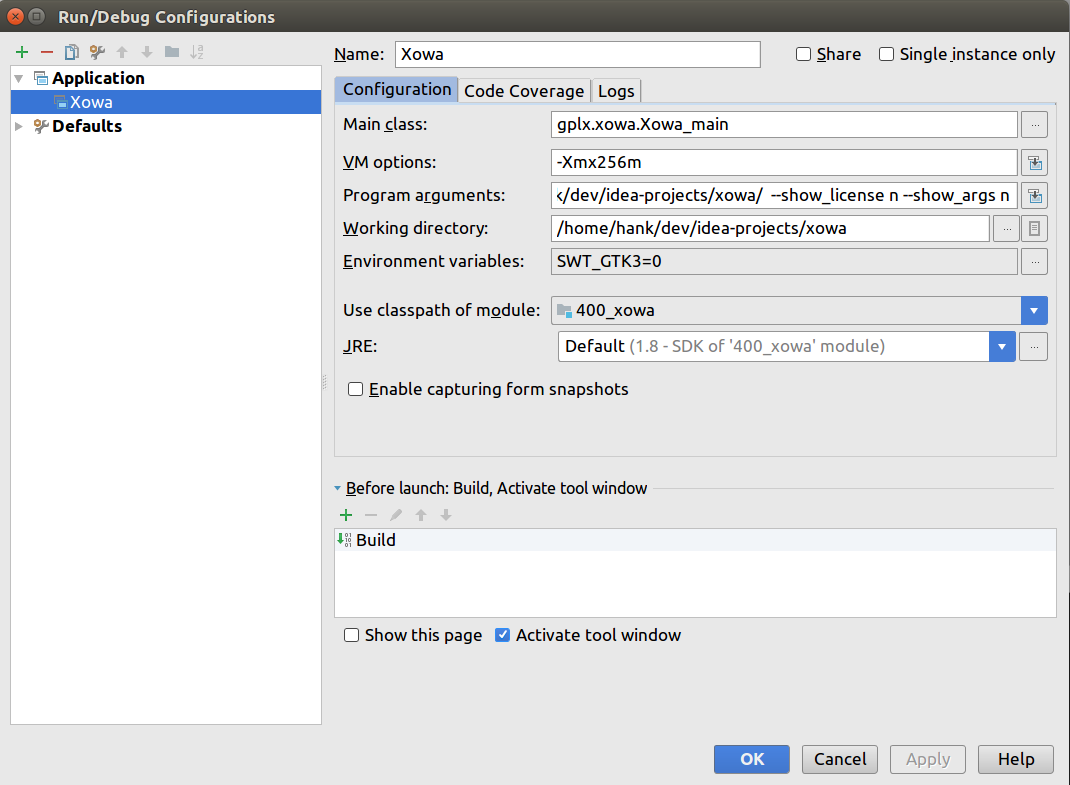 Run/Debug Configurations
Name: Xowa Share Single instance only
Application
Xowa
Defaults
Configuration Code Coverage Logs
Main class: gplx.xowa.Xowa_main ...
VM options: -Xmx256m
Program arguments: /dev/idea-projects/xowa/ --show_license n --show_args n
Working directory: /home/hank/dev/idea-projects/xowa ...
Environment variables: SWT_GTK3=0 ...
Use classpath of module: 400_xowa
JRE: Default (1.8 - SDK of '400_xowa' module) ...
Enable capturing form snapshots
Before launch: Build, Activate tool window
Build
Show this page Activate tool window
OK Cancel Apply Help